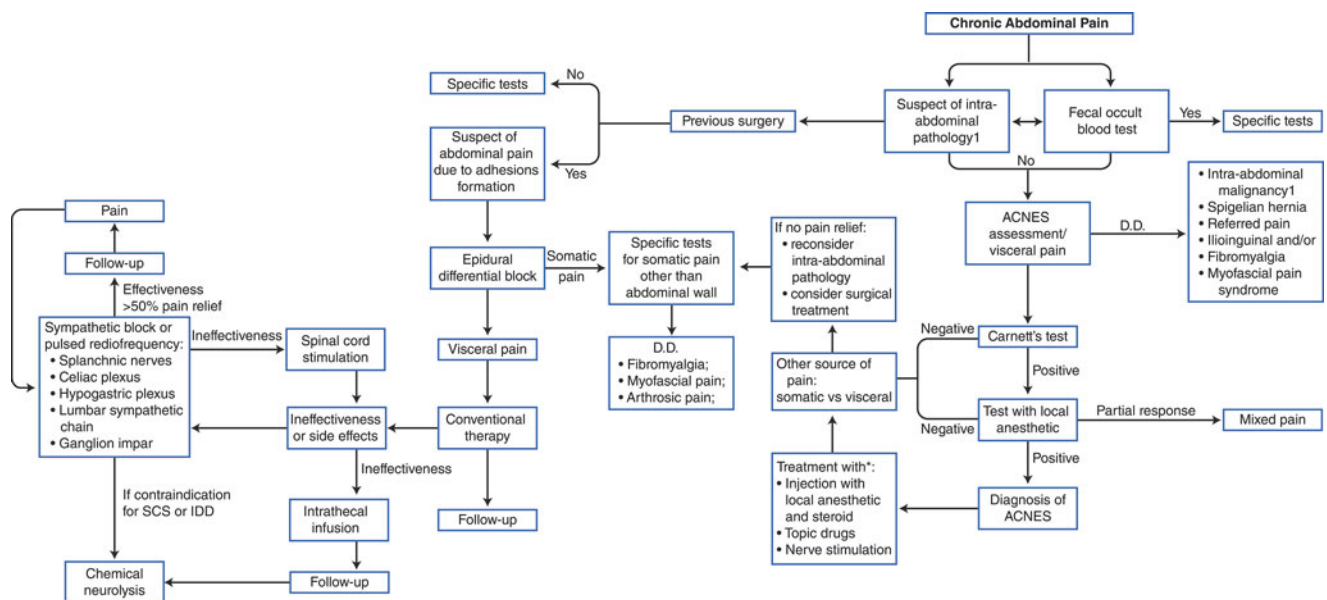 Chronic Abdominal Pain
Suspect of intra-
abdominal
pathology1
Fecal occult
blood test
Yes
Specific tests
No
Previous surgery
No
Specific tests
Yes
Suspect of
abdominal pain
due to adhesions
formation
Epidural
differential block
Somatic
pain
Specific tests
for somatic pain
other than
abdominal wall
D.D.
• Fibromyalgia;
• Myofascial pain;
• Arthrosic pain;
Visceral pain
Conventional
therapy
Follow-up
Ineffectiveness
or side effects
Ineffectiveness
Intrathecal
infusion
Follow-up
Spinal cord
stimulation
Ineffectiveness
Pain
Follow-up
Effectiveness
>50% pain relief
Sympathetic block or
pulsed rediofrequency:
• Splanchnic nerves
• Celiac plexus
• Hypogastric plexus
• Lumbar sympathetic
chain
• Ganglion impar
If contraindication
for SCS or IDD
Chemical
neurolysis
ACNES
assessment/
visceral pain
D.D.
• Intra-abdominal
malignancy1
• Spigelian hernia
• Referred pain
• Ilioinguinal and/or
• Fibromyalgia
• Myofascial pain
syndrome
Carnett's test
Negative
Positive
Test with local
anesthetic
Negative
Partial response
Mixed pain
Positive
Diagnosis of
ACNES
Treatment with*:
• Injection with
local anesthetic
and steroid
• Topic drugs
• Nerve stimulation
Other source of
pain:
somatic vs visceral
If no pain relief:
• reconsider
intra-abdominal
pathology
• consider surgical
treatment